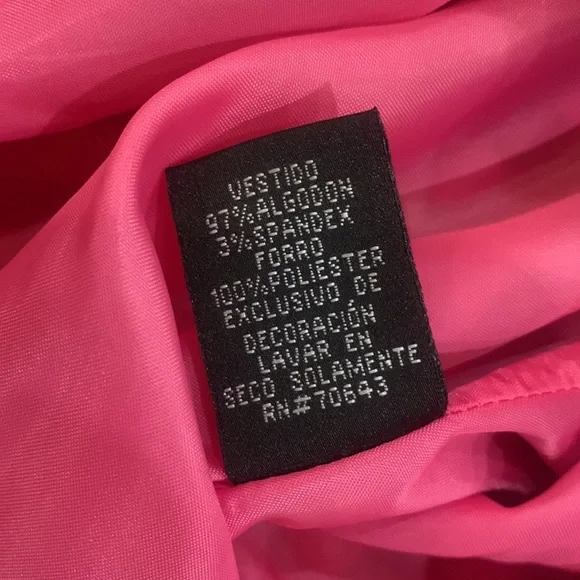 VESTIDO
97%ALGODON
3%SPANDEX
FORRO
100%POLIESTER
EXCLUSIVO DE
DECORACIÓN
LAVAR EN
SECO SOLAMENTE
RN#70643